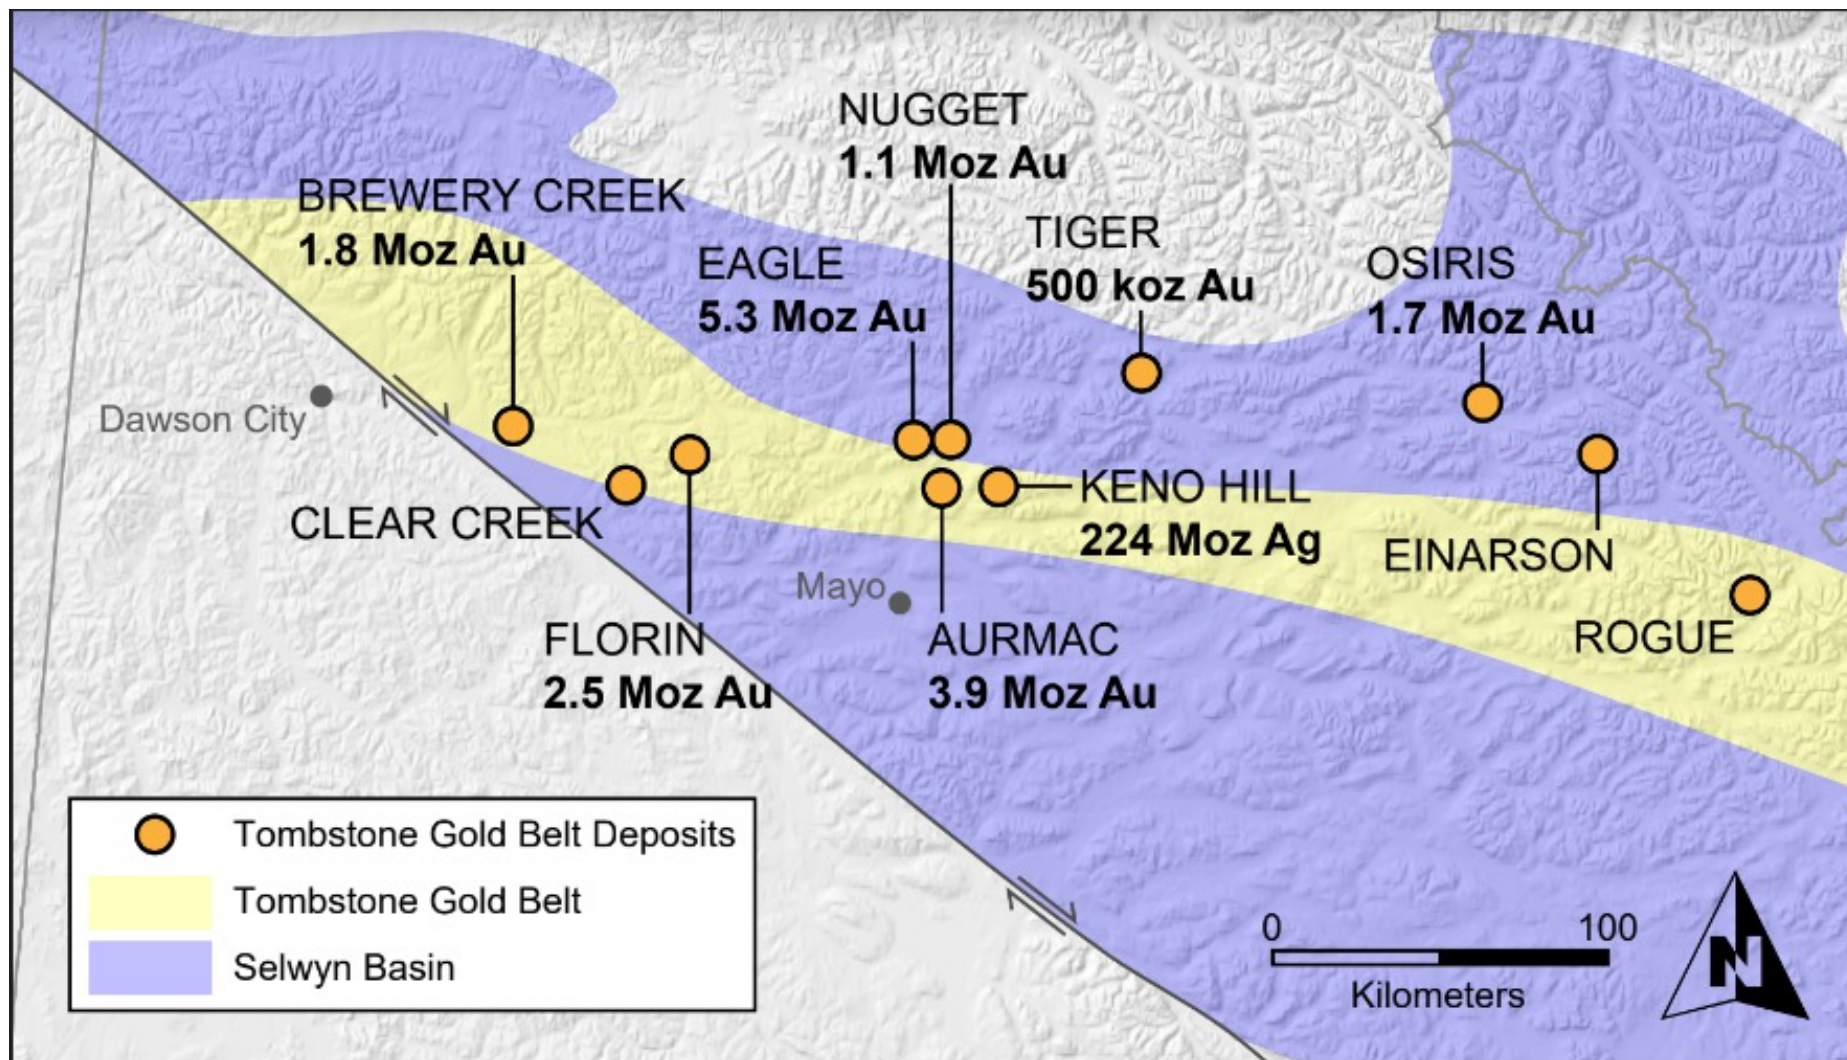 NUGGET
1.1 Moz Au
BREWERY CREEK
1.8 Moz Au
TIGER
500 koz Au
EAGLE
5.3 Moz Au
OSIRIS
1.7 Moz Au
Dawson City
KENO HILL
224 Moz Ag
CLEAR CREEK
EINARSON
Mayo
FLORIN
2.5 Moz Au
AURMAC
3.9 Moz Au
ROGUE
Tombstone Gold Belt Deposits
Tombstone Gold Belt
Selwyn Basin
0 100
Kilometers
N